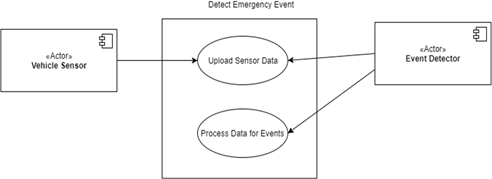 Detect Emergency Event
«Actor»
Vehicle Sensor
Upload Sensor Data
«Actor»
Event Detector
Process Data for Events